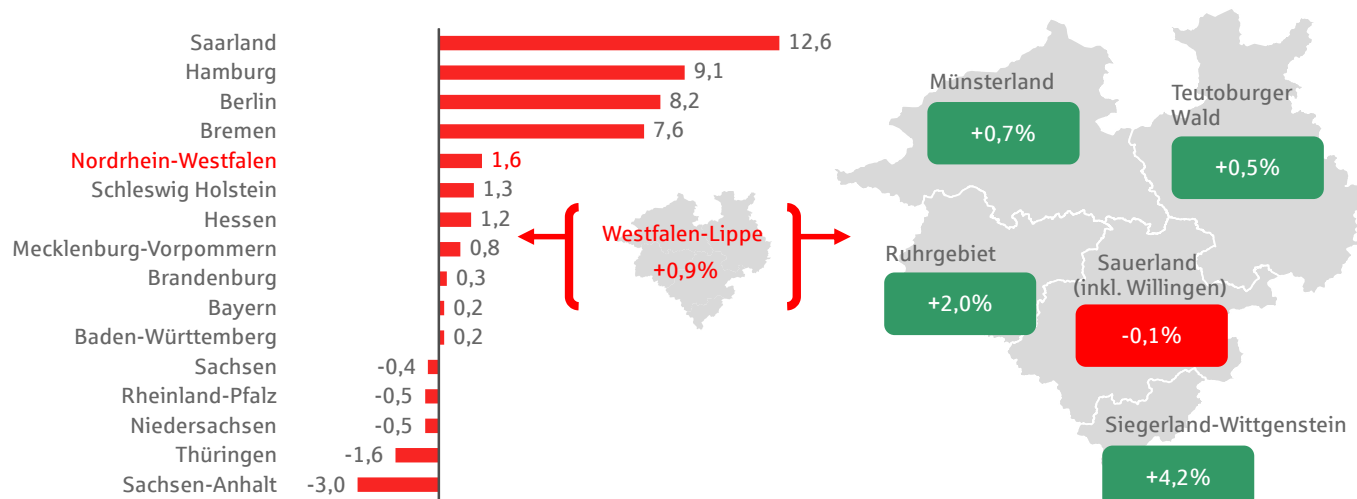 Saarland 12,6
Hamburg 9,1
Berlin 8,2
Bremen 7,6
Nordrhein-Westfalen 1,6
Schleswig Holstein 1,3
Hessen 1,2
Mecklenburg-Vorpommern 0,8
Brandenburg 0,3
Bayern 0,2
Baden-Württemberg 0,2
Sachsen -0,4
Rheinland-Pfalz -0,5
Niedersachsen -0,5
Thüringen -1,6
Sachsen-Anhalt -3,0
Westfalen-Lippe
+0,9%
Münsterland
+0,7%
Teutoburger
Wald
+0,5%
Ruhrgebiet
+2,0%
Sauerland
(inkl. Willingen)
-0,1%
Siegerland-Wittgenstein
+4,2%